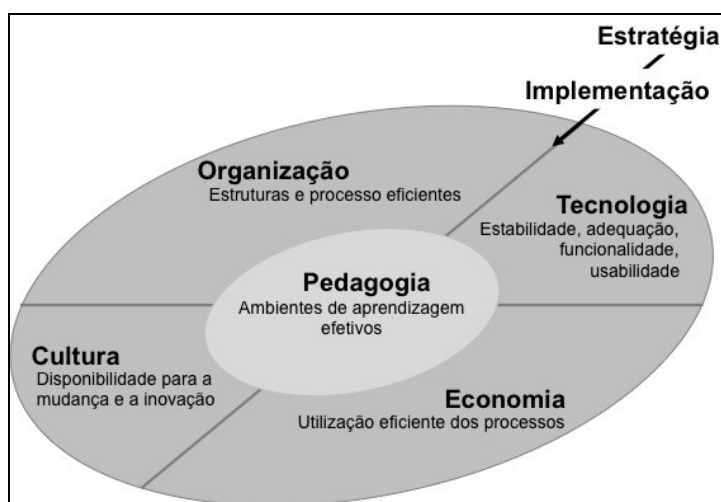 Estratégia
Implementação
Organização
Estruturas e processo eficientes
Tecnologia
Estabilidade, adequação,
funcionalidade,
usabilidade
Pedagogia
Ambientes de aprendizagem
efetivos
Cultura
Disponibilidade para a
mudança e a inovação
Economia
Utilização eficiente dos processos